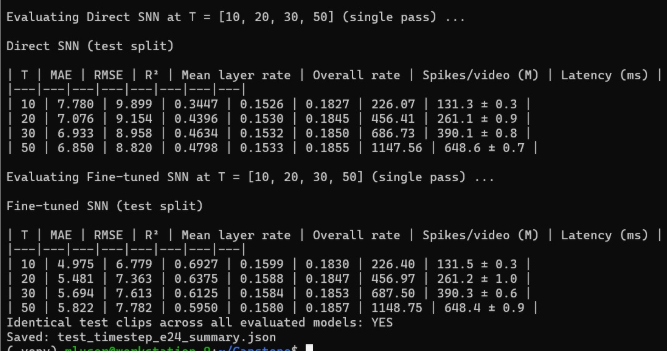 Evaluating Direct SNN at T = [10, 20, 30, 50] (single pass) ...
Direct SNN (test split)
| T | MAE | RMSE | R² | Mean layer rate | Overall rate | Spikes/video (M) | Latency (ms) |
|---|---|---|---|---|---|---|---|
| 10 | 7.780 | 9.899 | 0.3447 | 0.1526 | 0.1827 | 226.07 | 131.3 ± 0.3 |
| 20 | 7.076 | 9.154 | 0.4396 | 0.1530 | 0.1845 | 456.41 | 261.1 ± 0.9 |
| 30 | 6.933 | 8.958 | 0.4634 | 0.1532 | 0.1850 | 686.73 | 390.1 ± 0.8 |
| 50 | 6.850 | 8.820 | 0.4798 | 0.1533 | 0.1855 | 1147.56 | 648.6 ± 0.7 |
Evaluating Fine-tuned SNN at T = [10, 20, 30, 50] (single pass) ...
Fine-tuned SNN (test split)
| T | MAE | RMSE | R² | Mean layer rate | Overall rate | Spikes/video (M) | Latency (ms) |
|---|---|---|---|---|---|---|---|
| 10 | 4.975 | 6.779 | 0.6927 | 0.1599 | 0.1830 | 226.40 | 131.5 ± 0.3 |
| 20 | 5.481 | 7.363 | 0.6375 | 0.1588 | 0.1847 | 456.97 | 261.2 ± 1.0 |
| 30 | 5.694 | 7.613 | 0.6125 | 0.1584 | 0.1853 | 687.50 | 390.3 ± 0.6 |
| 50 | 5.822 | 7.782 | 0.5950 | 0.1580 | 0.1857 | 1148.75 | 648.4 ± 0.9 |
Identical test clips across all evaluated models: YES
Saved: test_timestep_e24_summary.json